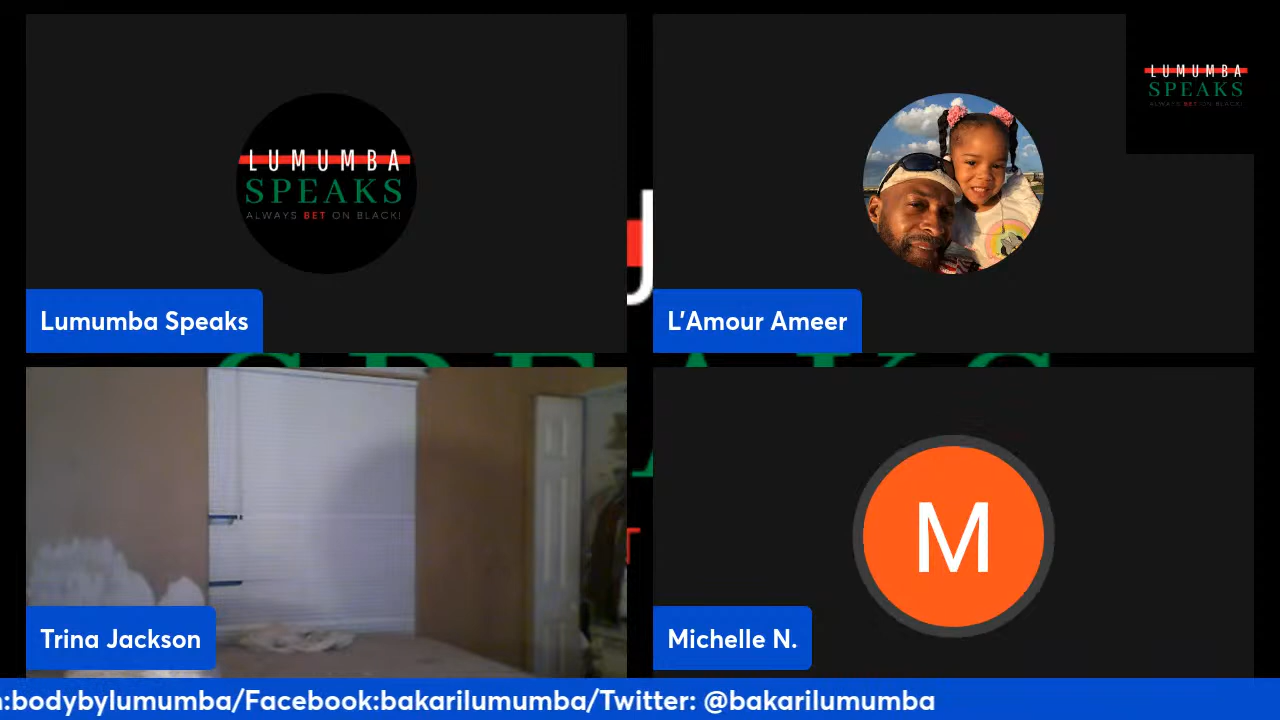 LUMUMBA
SPEAKS
ALWAYS BET ON BLACK!
Lumumba Speaks
L'Amour Ameer
LUMUMBA
SPEAKS
ALWAYS BET ON BLACK!
Trina Jackson
M
Michelle N.
:bodybylumumba/Facebook:bakarilumumba/Twitter: @bakarilumumba